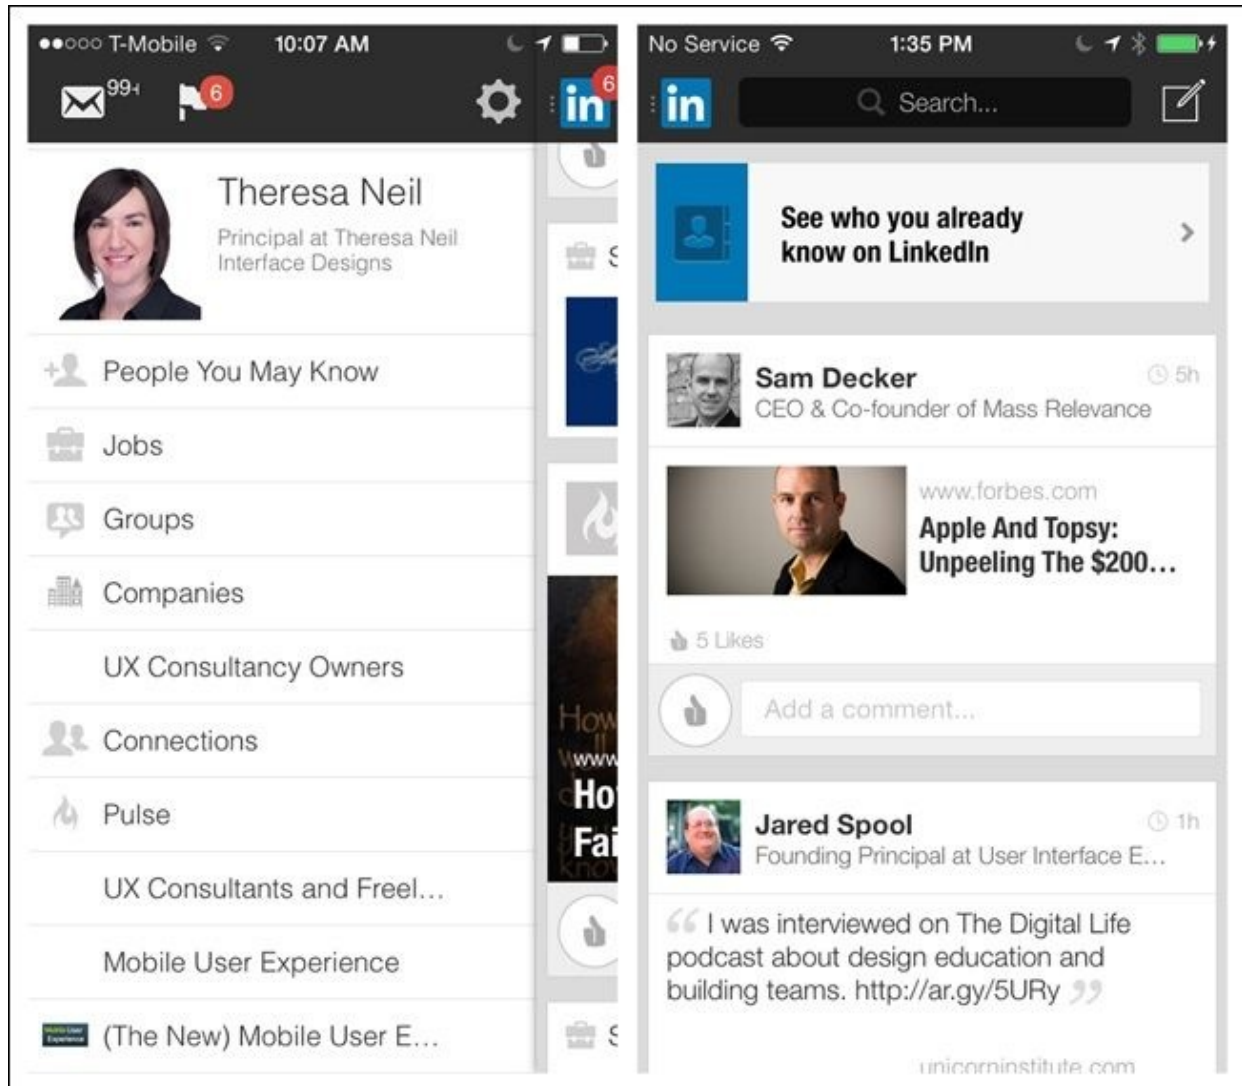 T-Mobile 10:07 AM
99+
6
in
6
Theresa Neil
Principal at Theresa Neil
Interface Designs
People You May Know
Jobs
Groups
Companies
UX Consultancy Owners
Connections
Pulse
UX Consultants and Freel...
Mobile User Experience
(The New) Mobile User E...
S
How
www
Ho
Fai
S
No Service 1:35 PM
in Search...
See who you already
know on LinkedIn
Sam Decker 5h
CEO & Co-founder of Mass Relevance
www.forbes.com
Apple And Topsy:
Unpeeling The $200...
5 Likes
Add a comment...
Jared Spool 1h
Founding Principal at User Interface E...
“ I was interviewed on The Digital Life
podcast about design education and
building teams. http://ar.gy/5URy ”
unicorninstitute.com